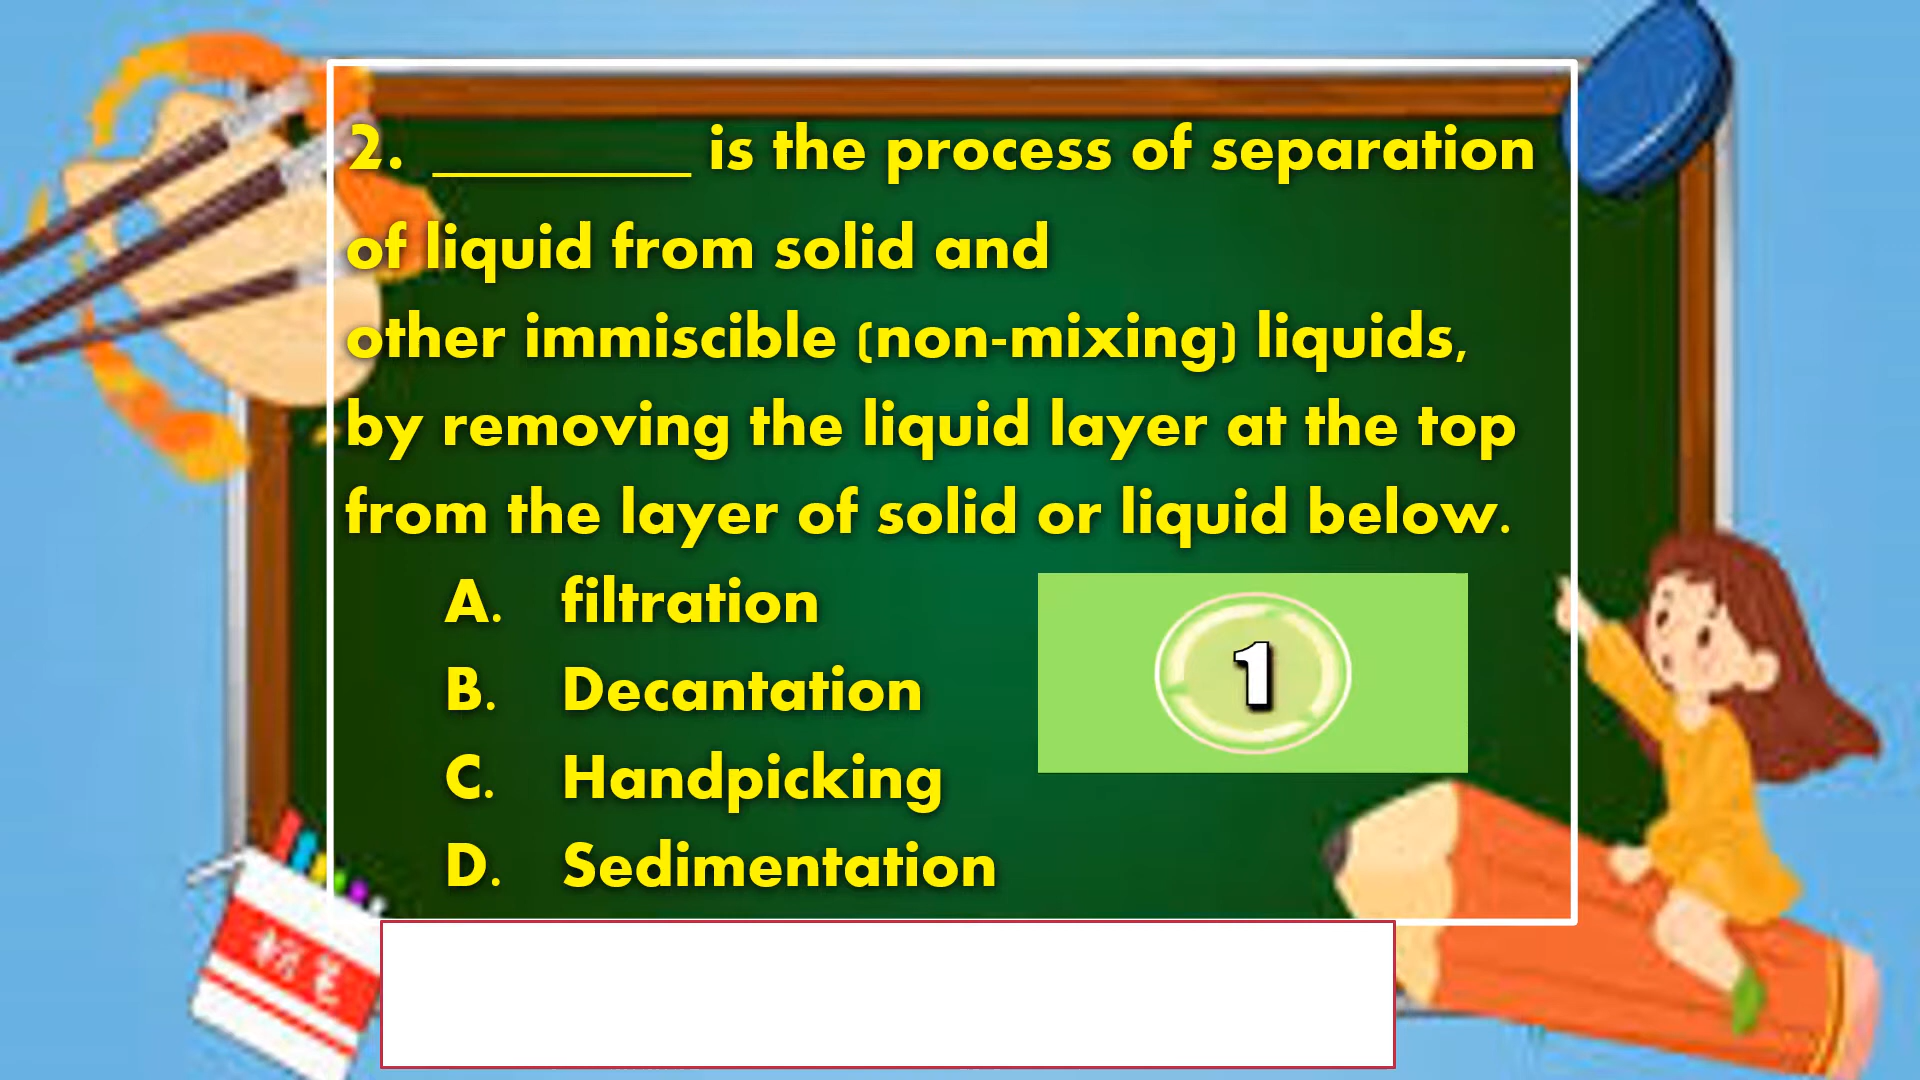 2. _________ is the process of separation
of liquid from solid and
other immiscible (non-mixing) liquids,
by removing the liquid layer at the top
from the layer of solid or liquid below.
A. filtration
B. Decantation
C. Handpicking
D. Sedimentation
1